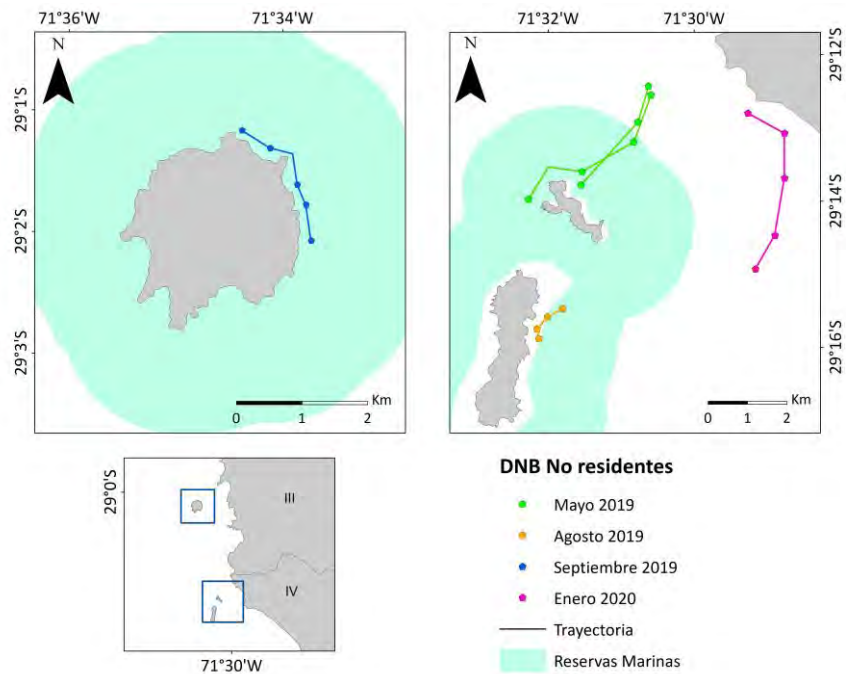 71°36'W
71°34'W
N
29°1'S
29°2'S
29°3'S
Km
0
1
2
71°32'W
71°30'W
N
29°12'S
29°14'S
29°16'S
Km
0
1
2
29°0'S
III
IV
71°30'W
DNB No residentes
Mayo 2019
Agosto 2019
Septiembre 2019
Enero 2020
Trayectoria
Reservas Marinas